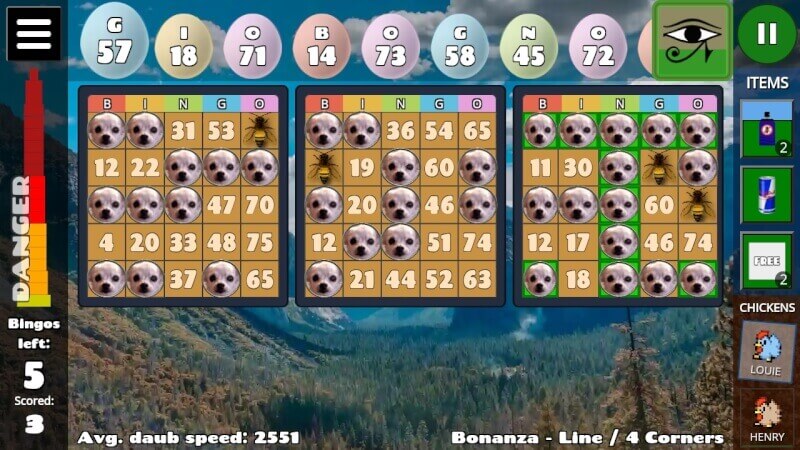 G 57
I 18
O 71
B 14
O 73
G 58
N 45
O 72
ITEMS
B I N G O
31 53
12 22
47 70
4 20 33 48 75
37 65
B I N G O
36 54 65
19 60
20 46
12 51 74
21 44 52 63
B I N G O
11 30
60
12 17 46 74
18
2
FREE
2
DANGER
Bingos
left:
5
Scored:
3
CHICKENS
LOUIE
HENRY
Avg. daub speed: 2551
Bonanza - Line / 4 Corners